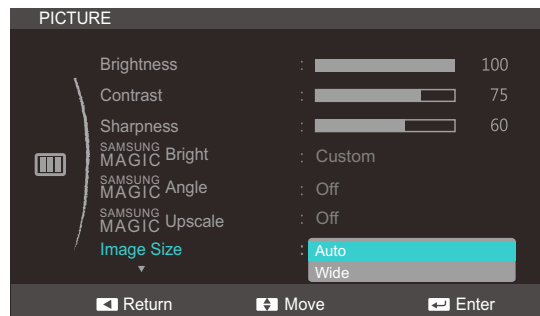 PICTURE
Brightness : 100
Contrast : 75
Sharpness : 60
SAMSUNG MAGIC Bright : Custom
SAMSUNG MAGIC Angle : Off
SAMSUNG MAGIC Upscale : Off
Image Size : Auto
Wide
Return Move Enter